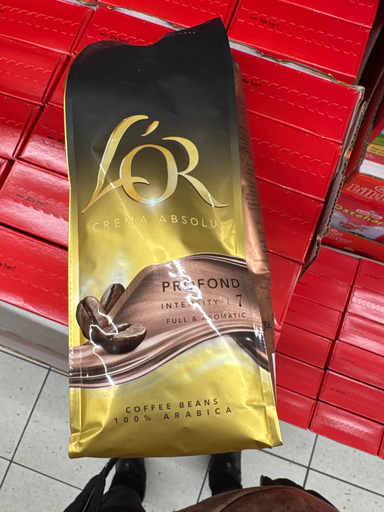 L'OR
CREMA ABSOLU
PROFOND
INTENSITY | 7
FULL & AROMATIC
COFFEE BEANS
100% ARABICA